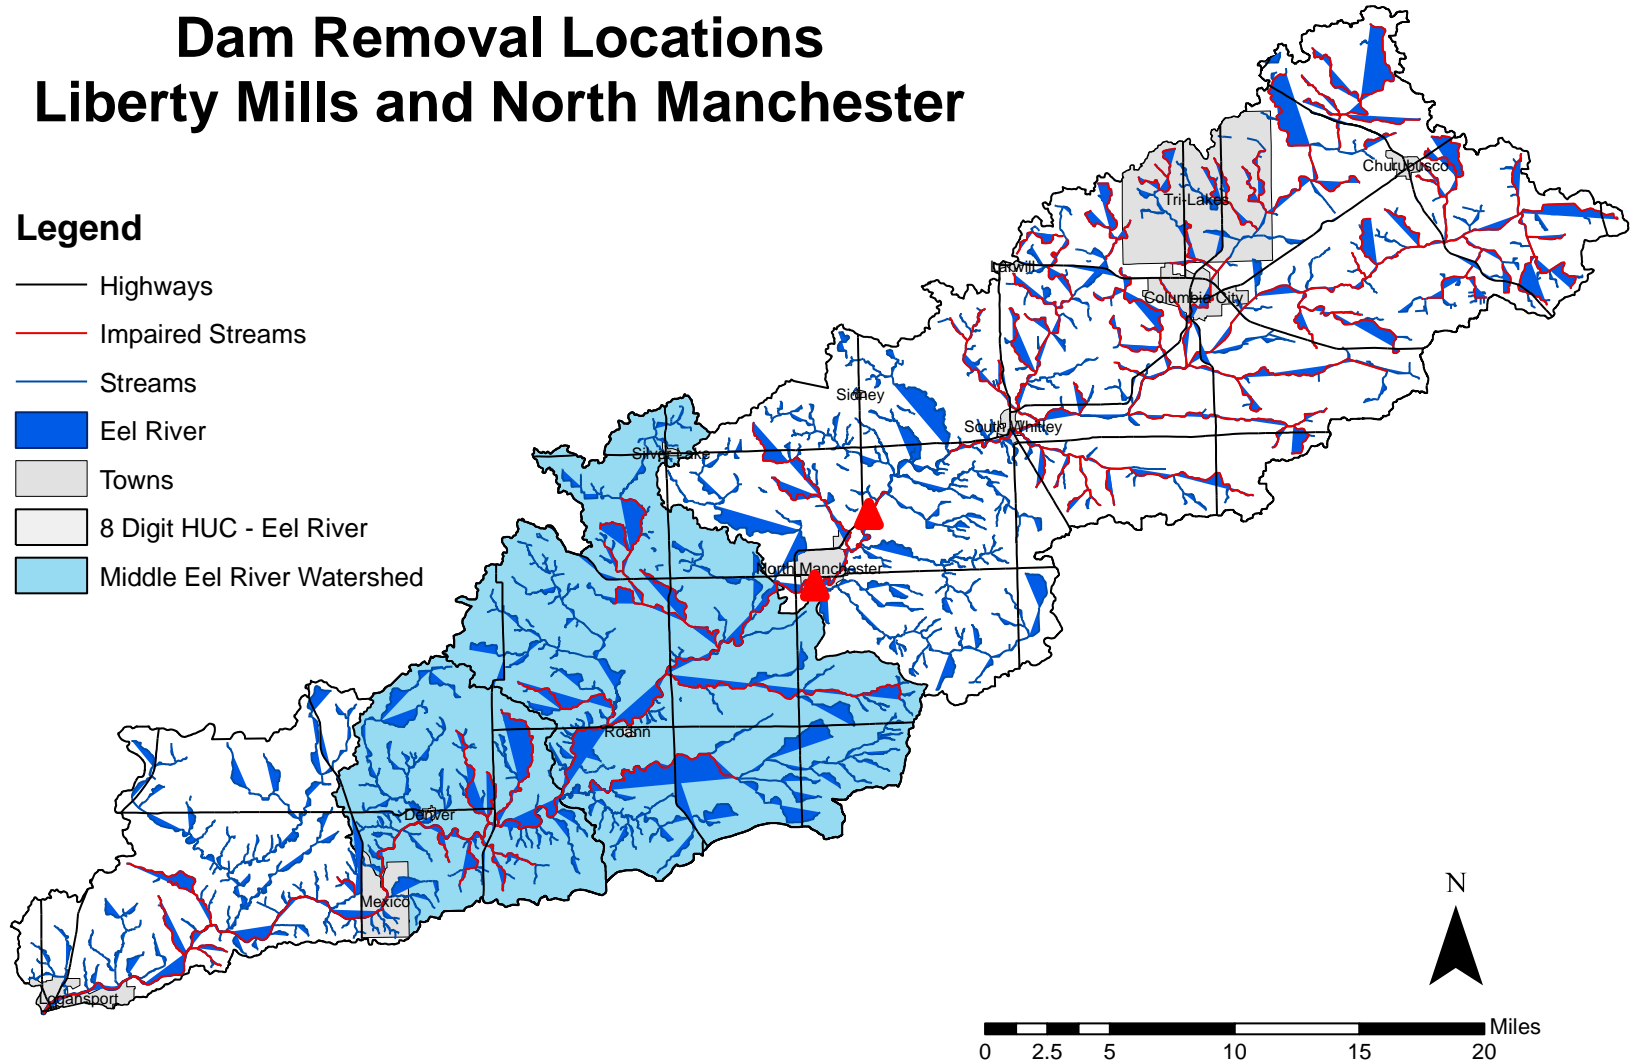 Dam Removal Locations
Liberty Mills and North Manchester
Legend
Highways
Impaired Streams
Streams
Eel River
Towns
8 Digit HUC - Eel River
Middle Eel River Watershed
Churubusco
Tri-Lakes
Larwill
Columbia City
Sidney
South Whitley
Silver Lake
North Manchester
Roann
Denver
Mexico
Logansport
N
Miles
0 2.5 5 10 15 20